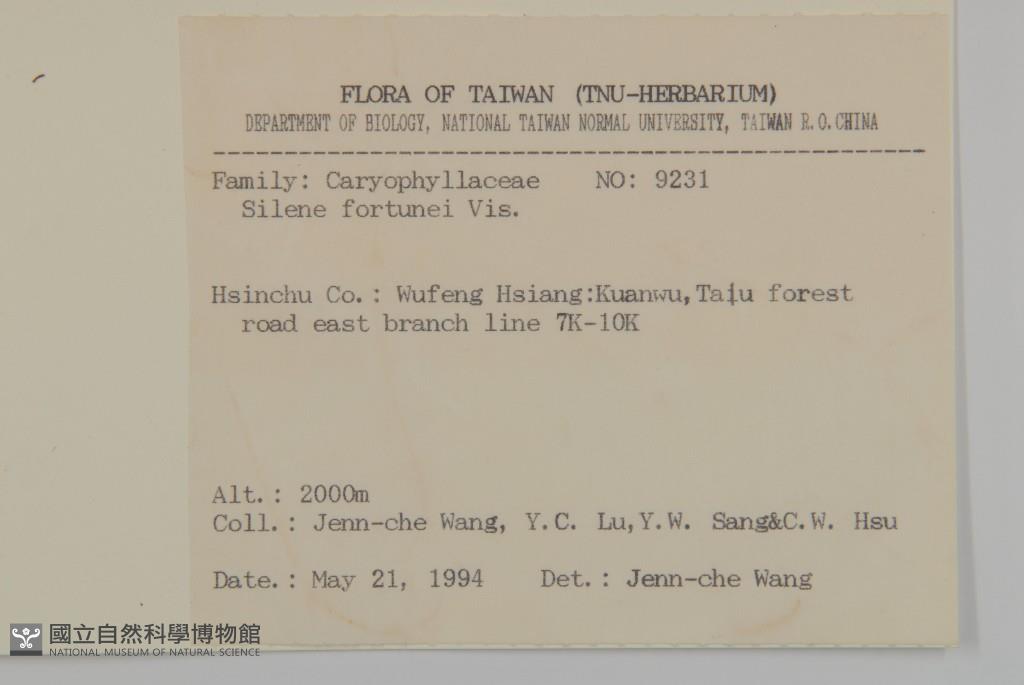 FLORA OF TAIWAN (TNU-HERBARIUM)
DEPARTMENT OF BIOLOGY, NATIONAL TAIWAN NORMAL UNIVERSITY, TAIWAN R.O.CHINA
Family: Caryophyllaceae NO: 9231
Silene fortunei Vis.
Hsinchu Co.: Wufeng Hsiang:Kuanwu,Talu forest
road east branch line 7K-10K
Alt.: 2000m
Coll.: Jenn-che Wang, Y.C. Lu,Y.W. Sang&C.W. Hsu
Date.: May 21, 1994 Det.: Jenn-che Wang
國立自然科學博物館
NATIONAL MUSEUM OF NATURAL SCIENCE